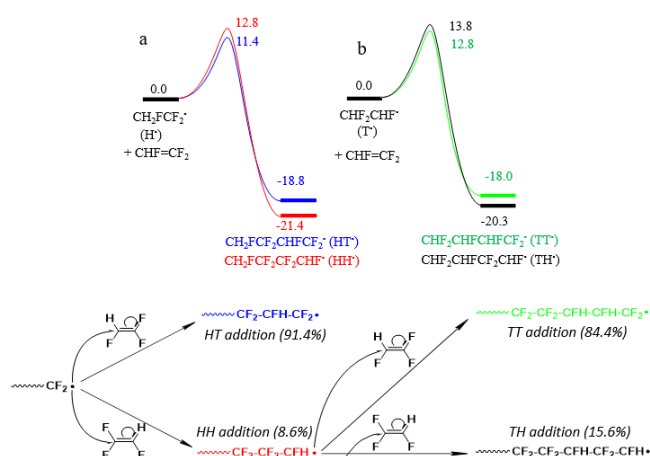 a
12.8
11.4
0.0
CH₂FCF₂•
(H•)
+ CHF=CF₂
-18.8
-21.4
CH₂FCF₂CHFCF₂• (HT•)
CH₂FCF₂CF₂CHF• (HH•)
b
13.8
12.8
0.0
CHF₂CHF•
(T•)
+ CHF=CF₂
-18.0
-20.3
CHF₂CHFCHFCF₂• (TT•)
CHF₂CHFCF₂CHF• (TH•)
H F
F F
CF₂-CFH-CF₂•
HT addition (91.4%)
H F
F F
CF₂-CF₂-CFH-CFH-CF₂•
TT addition (84.4%)
CF₂•
F H
F F
HH addition (8.6%)
CF₂-CF₂-CFH•
F H
F F
TH addition (15.6%)
CF₂-CF₂-CFH-CF₂-CFH•